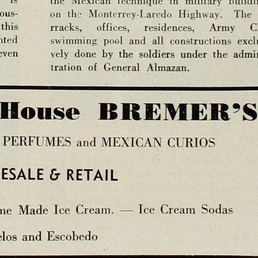 the Mexican technique in military build
on the Monterrey-Laredo Highway. The
rracks, offices, residences, Army C
swimming pool and all constructions exclu
vely done by the soldiers under the admin
tration of General Almazan.
House BREMER'S
PERFUMES and MEXICAN CURIOS
ESALE & RETAIL
me Made Ice Cream. — Ice Cream Sodas
elos and Escobedo